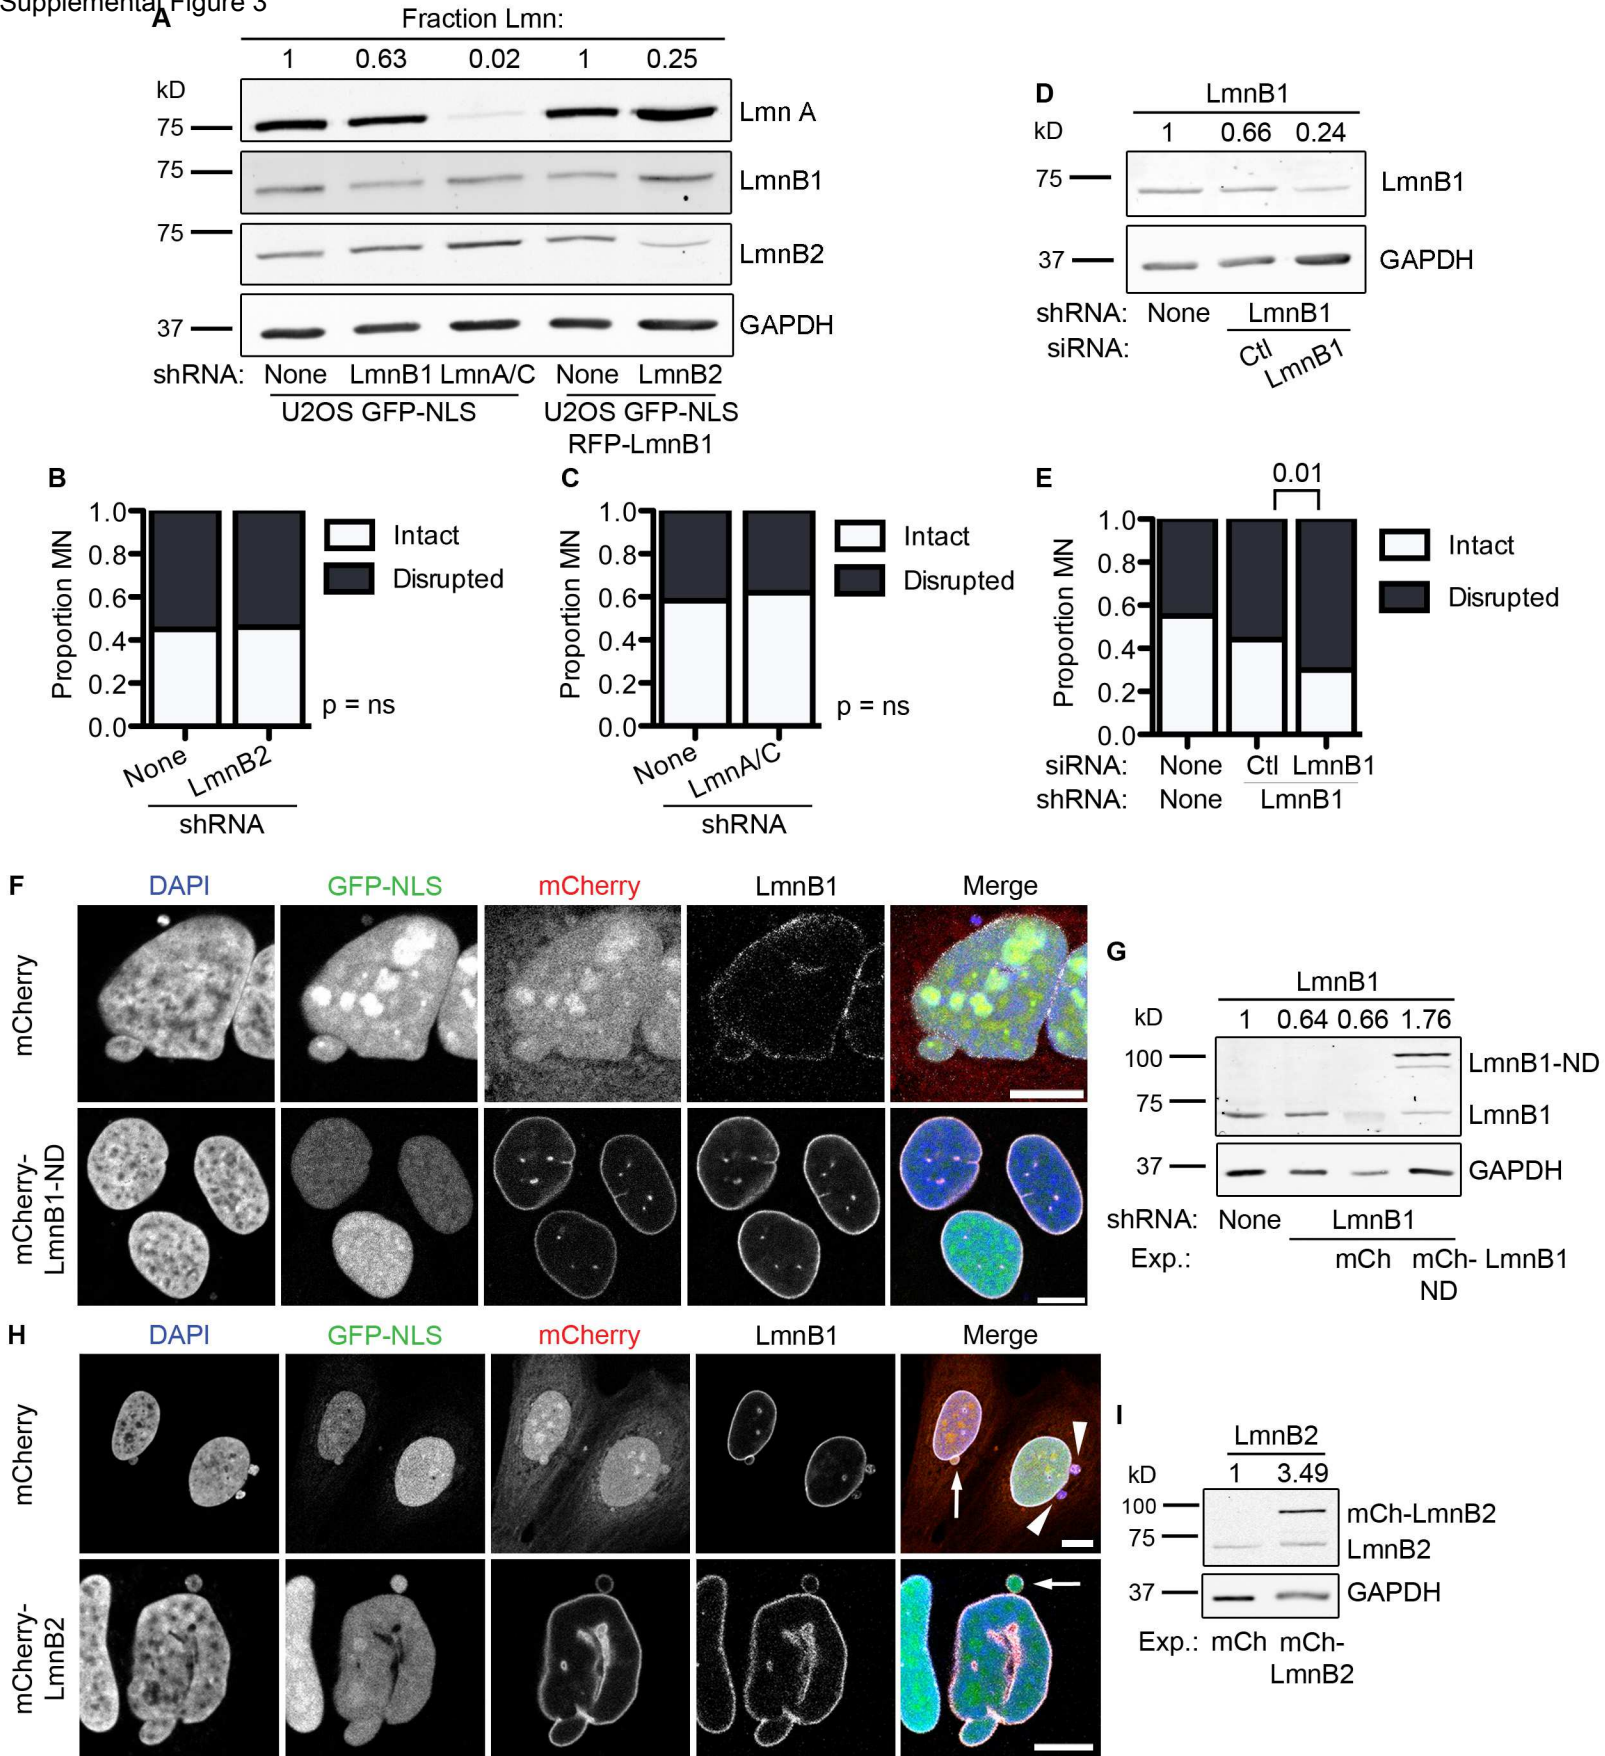 Supplemental Figure 3
A
Fraction Lmn:
1 0.63 0.02 1 0.25
kD
75
Lmn A
75
LmnB1
75
LmnB2
37
GAPDH
shRNA: None LmnB1 LmnA/C None LmnB2
U2OS GFP-NLS
U2OS GFP-NLS
RFP-LmnB1
D
LmnB1
kD 1 0.66 0.24
75
LmnB1
37
GAPDH
shRNA: None LmnB1
siRNA: Ctl LmnB1
B
Proportion MN
1.0
0.8
0.6
0.4
0.2
0.0
Intact
Disrupted
p = ns
None LmnB2
shRNA
C
Proportion MN
1.0
0.8
0.6
0.4
0.2
0.0
Intact
Disrupted
p = ns
None LmnA/C
shRNA
E
0.01
Proportion MN
1.0
0.8
0.6
0.4
0.2
0.0
Intact
Disrupted
siRNA: None Ctl LmnB1
shRNA: None LmnB1
F
DAPI GFP-NLS mCherry LmnB1 Merge
mCherry
mCherry-
LmnB1-ND
G
LmnB1
kD 1 0.64 0.66 1.76
100
LmnB1-ND
75
LmnB1
37
GAPDH
shRNA: None LmnB1
Exp.: mCh mCh- LmnB1
ND
H
DAPI GFP-NLS mCherry LmnB1 Merge
mCherry
mCherry-
LmnB2
I
LmnB2
kD 1 3.49
100
mCh-LmnB2
75
LmnB2
37
GAPDH
Exp.: mCh mCh-
LmnB2